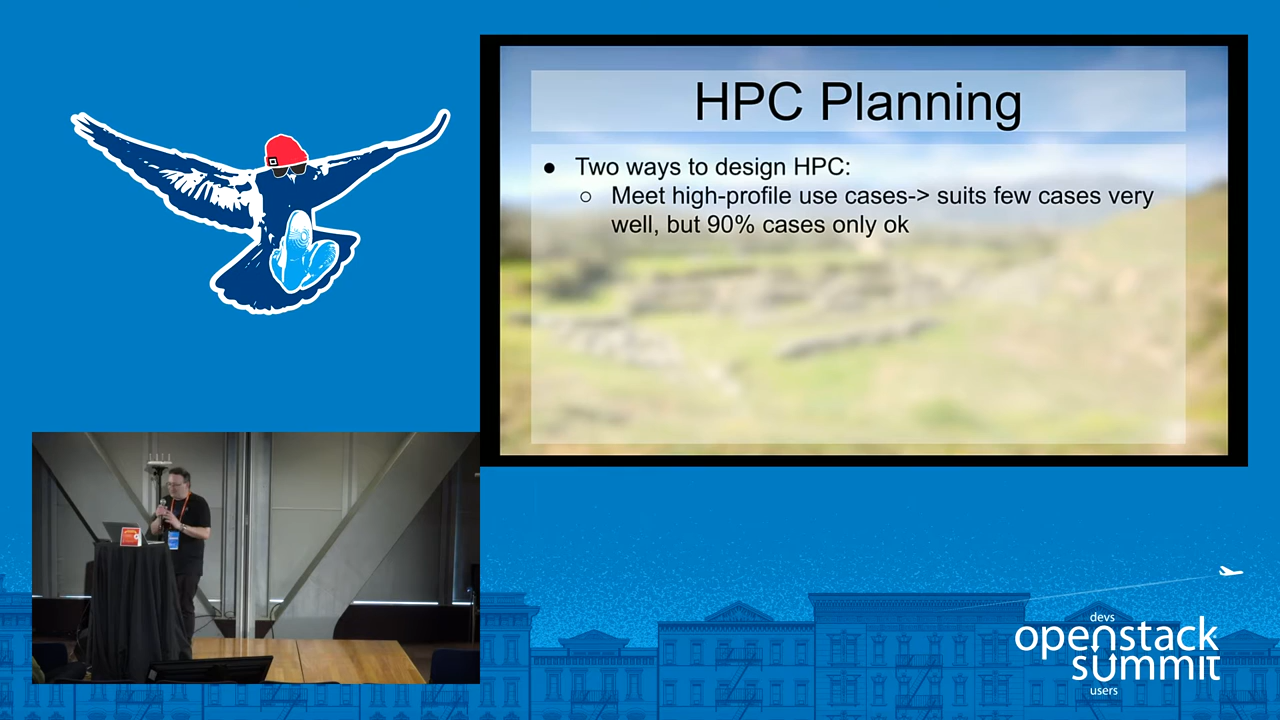 HPC Planning
● Two ways to design HPC:
○ Meet high-profile use cases-> suits few cases very
well, but 90% cases only ok
devs
openstack
summit
users